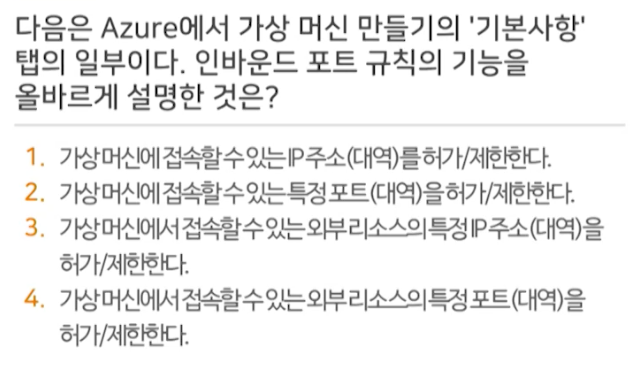 다음은 Azure에서 가상 머신 만들기의 '기본사항'
탭의 일부이다. 인바운드 포트 규칙의 기능을
올바르게 설명한 것은?
1. 가상 머신에 접속할 수 있는 IP 주소(대역)를 허가/제한한다.
2. 가상 머신에 접속할 수 있는 특정 포트(대역)을 허가/제한한다.
3. 가상 머신에서 접속할 수 있는 외부 리소스의 특정 IP 주소(대역)을
허가/제한한다.
4. 가상 머신에서 접속할 수 있는 외부 리소스의 특정 포트(대역)을
허가/제한한다.